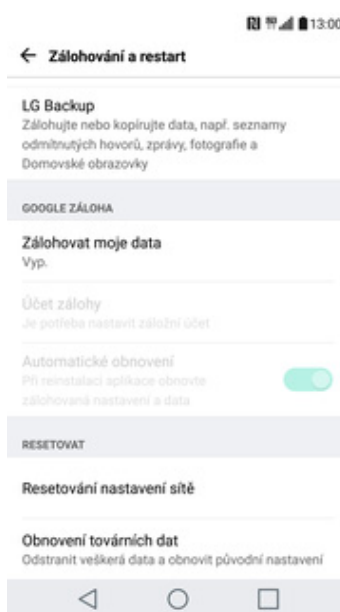 13:00
Zálohování a restart
LG Backup
Zálohujte nebo kopírujte data, např. seznamy
odmítnutých hovorů, zprávy, fotografie a
Domovské obrazovky
GOOGLE ZÁLOHA
Zálohovat moje data
Vyp.
Účet zálohy
Je potřeba nastavit záložní účet
Automatické obnovení
Při reinstalaci aplikace obnovte
zálohovaná nastavení a data
RESETOVAT
Resetování nastavení sítě
Obnovení továrních dat
Odstranit veškerá data a obnovit původní nastavení